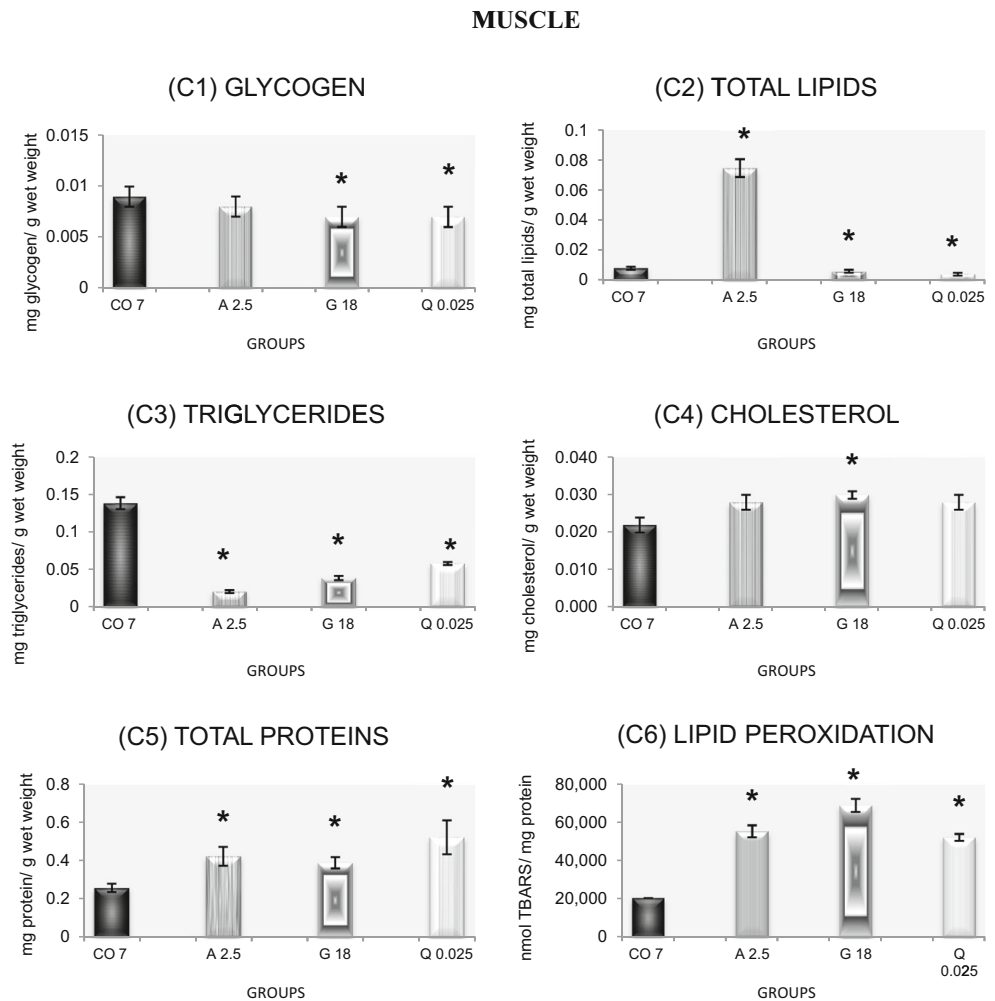 MUSCLE
(C1) GLYCOGEN
mg glycogen/ g wet weight
0.015
0.01
0.005
0
*
*
CO 7 A 2.5 G 18 Q 0.025
GROUPS
(C2) TOTAL LIPIDS
mg total lipids/ g wet weight
0.1
0.08
0.06
0.04
0.02
0
*
*
*
CO 7 A 2.5 G 18 Q 0.025
GROUPS
(C3) TRIGLYCERIDES
mg triglycerides/ g wet weight
0.2
0.15
0.1
0.05
0
*
*
*
CO 7 A 2.5 G 18 Q 0.025
GROUPS
(C4) CHOLESTEROL
mg cholesterol/ g wet weight
0.040
0.030
0.020
0.010
0.000
*
CO 7 A 2.5 G 18 Q 0.025
GROUPS
(C5) TOTAL PROTEINS
mg protein/ g wet weight
0.8
0.6
0.4
0.2
0
*
*
*
CO 7 A 2.5 G 18 Q 0.025
GROUPS
(C6) LIPID PEROXIDATION
nmol TBARS/ mg protein
80,000
60,000
40,000
20,000
0
*
*
*
CO 7 A 2.5 G 18 Q
0.025
GROUPS